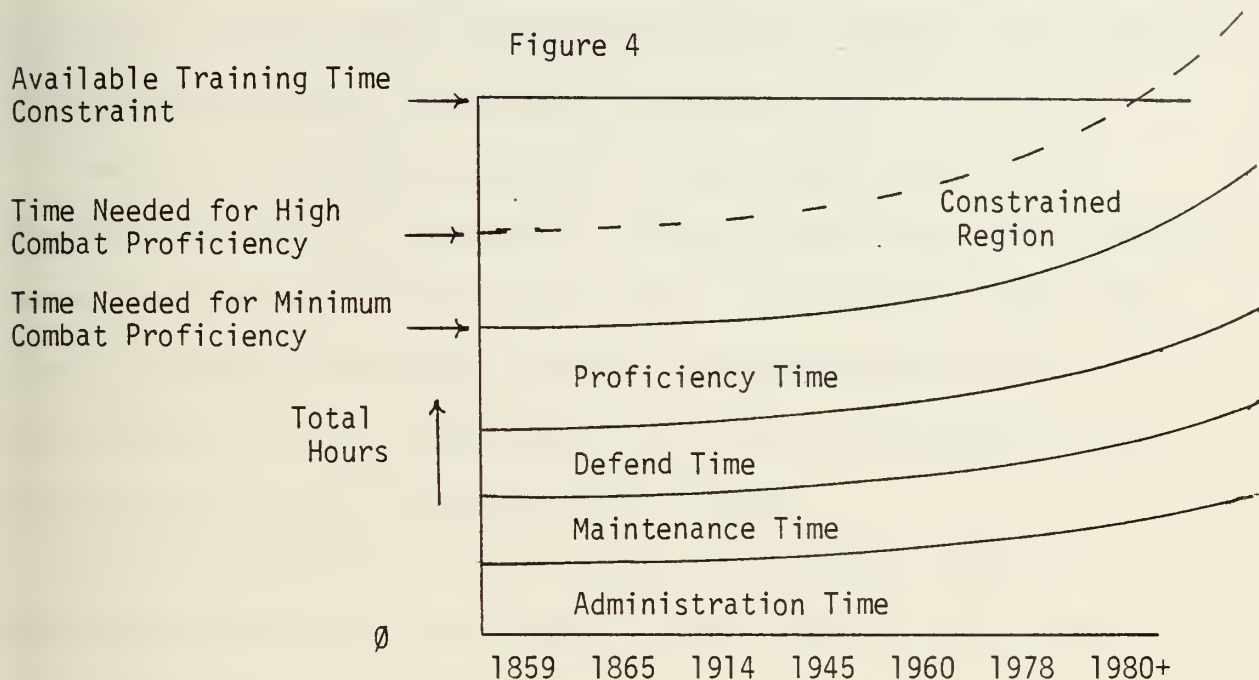 Figure 4
Available Training Time
Constraint
Time Needed for High
Combat Proficiency
Constrained
Region
Time Needed for Minimum
Combat Proficiency
Proficiency Time
Total
Hours
Defend Time
Maintenance Time
Administration Time
Ø
1859 1865 1914 1945 1960 1978 1980+